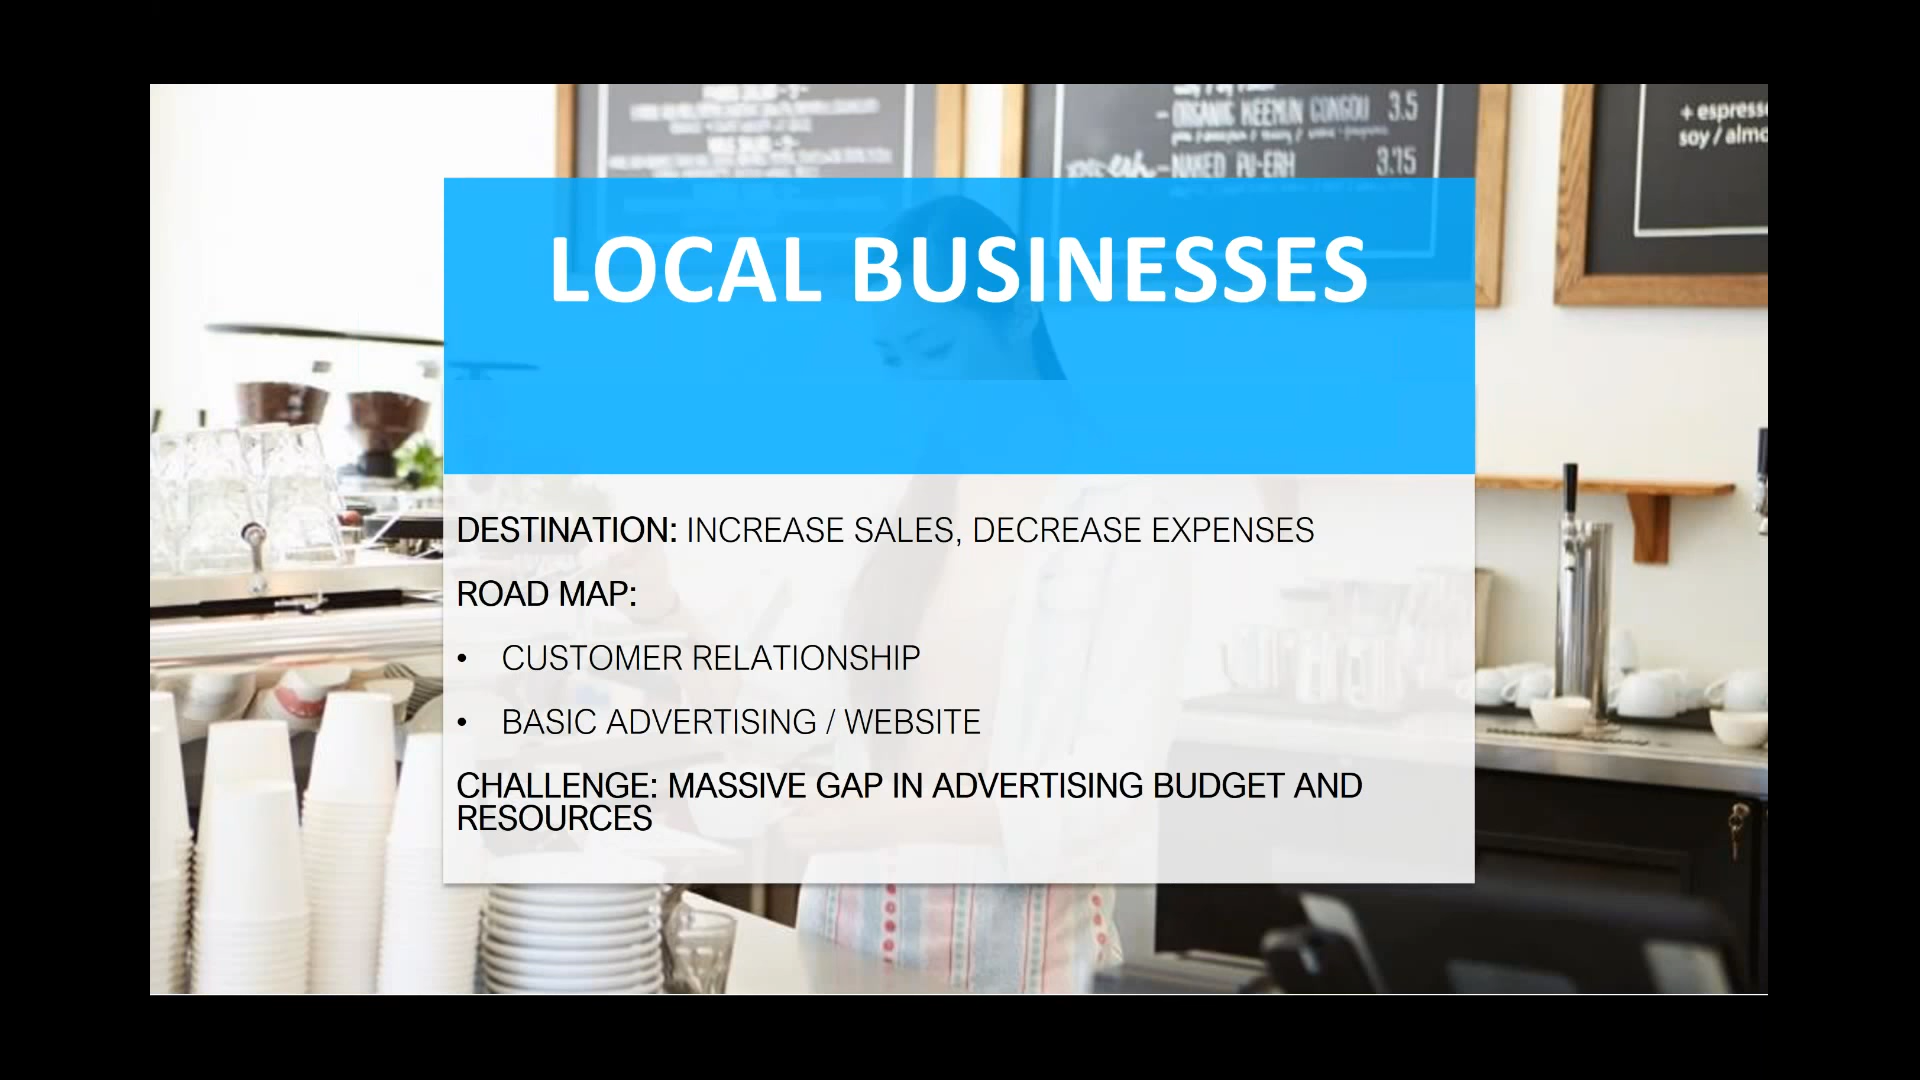 - ORGANIC KEEMUN CONGOU 3.5
- NAKED PU-ERH 3.75
+ espress
soy / almo
LOCAL BUSINESSES
DESTINATION: INCREASE SALES, DECREASE EXPENSES
ROAD MAP:
• CUSTOMER RELATIONSHIP
• BASIC ADVERTISING / WEBSITE
CHALLENGE: MASSIVE GAP IN ADVERTISING BUDGET AND
RESOURCES